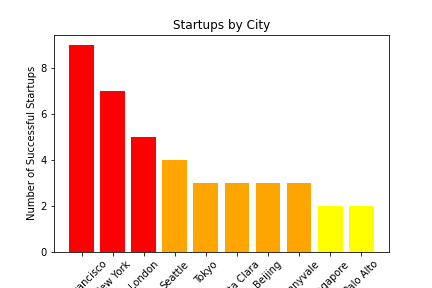 Startups by City
Number of Successful Startups
8
6
4
2
0
ancisco
w York
London
Seattle
Tokyo
ta Clara
Beijing
nnyvale
gapore
alo Alto